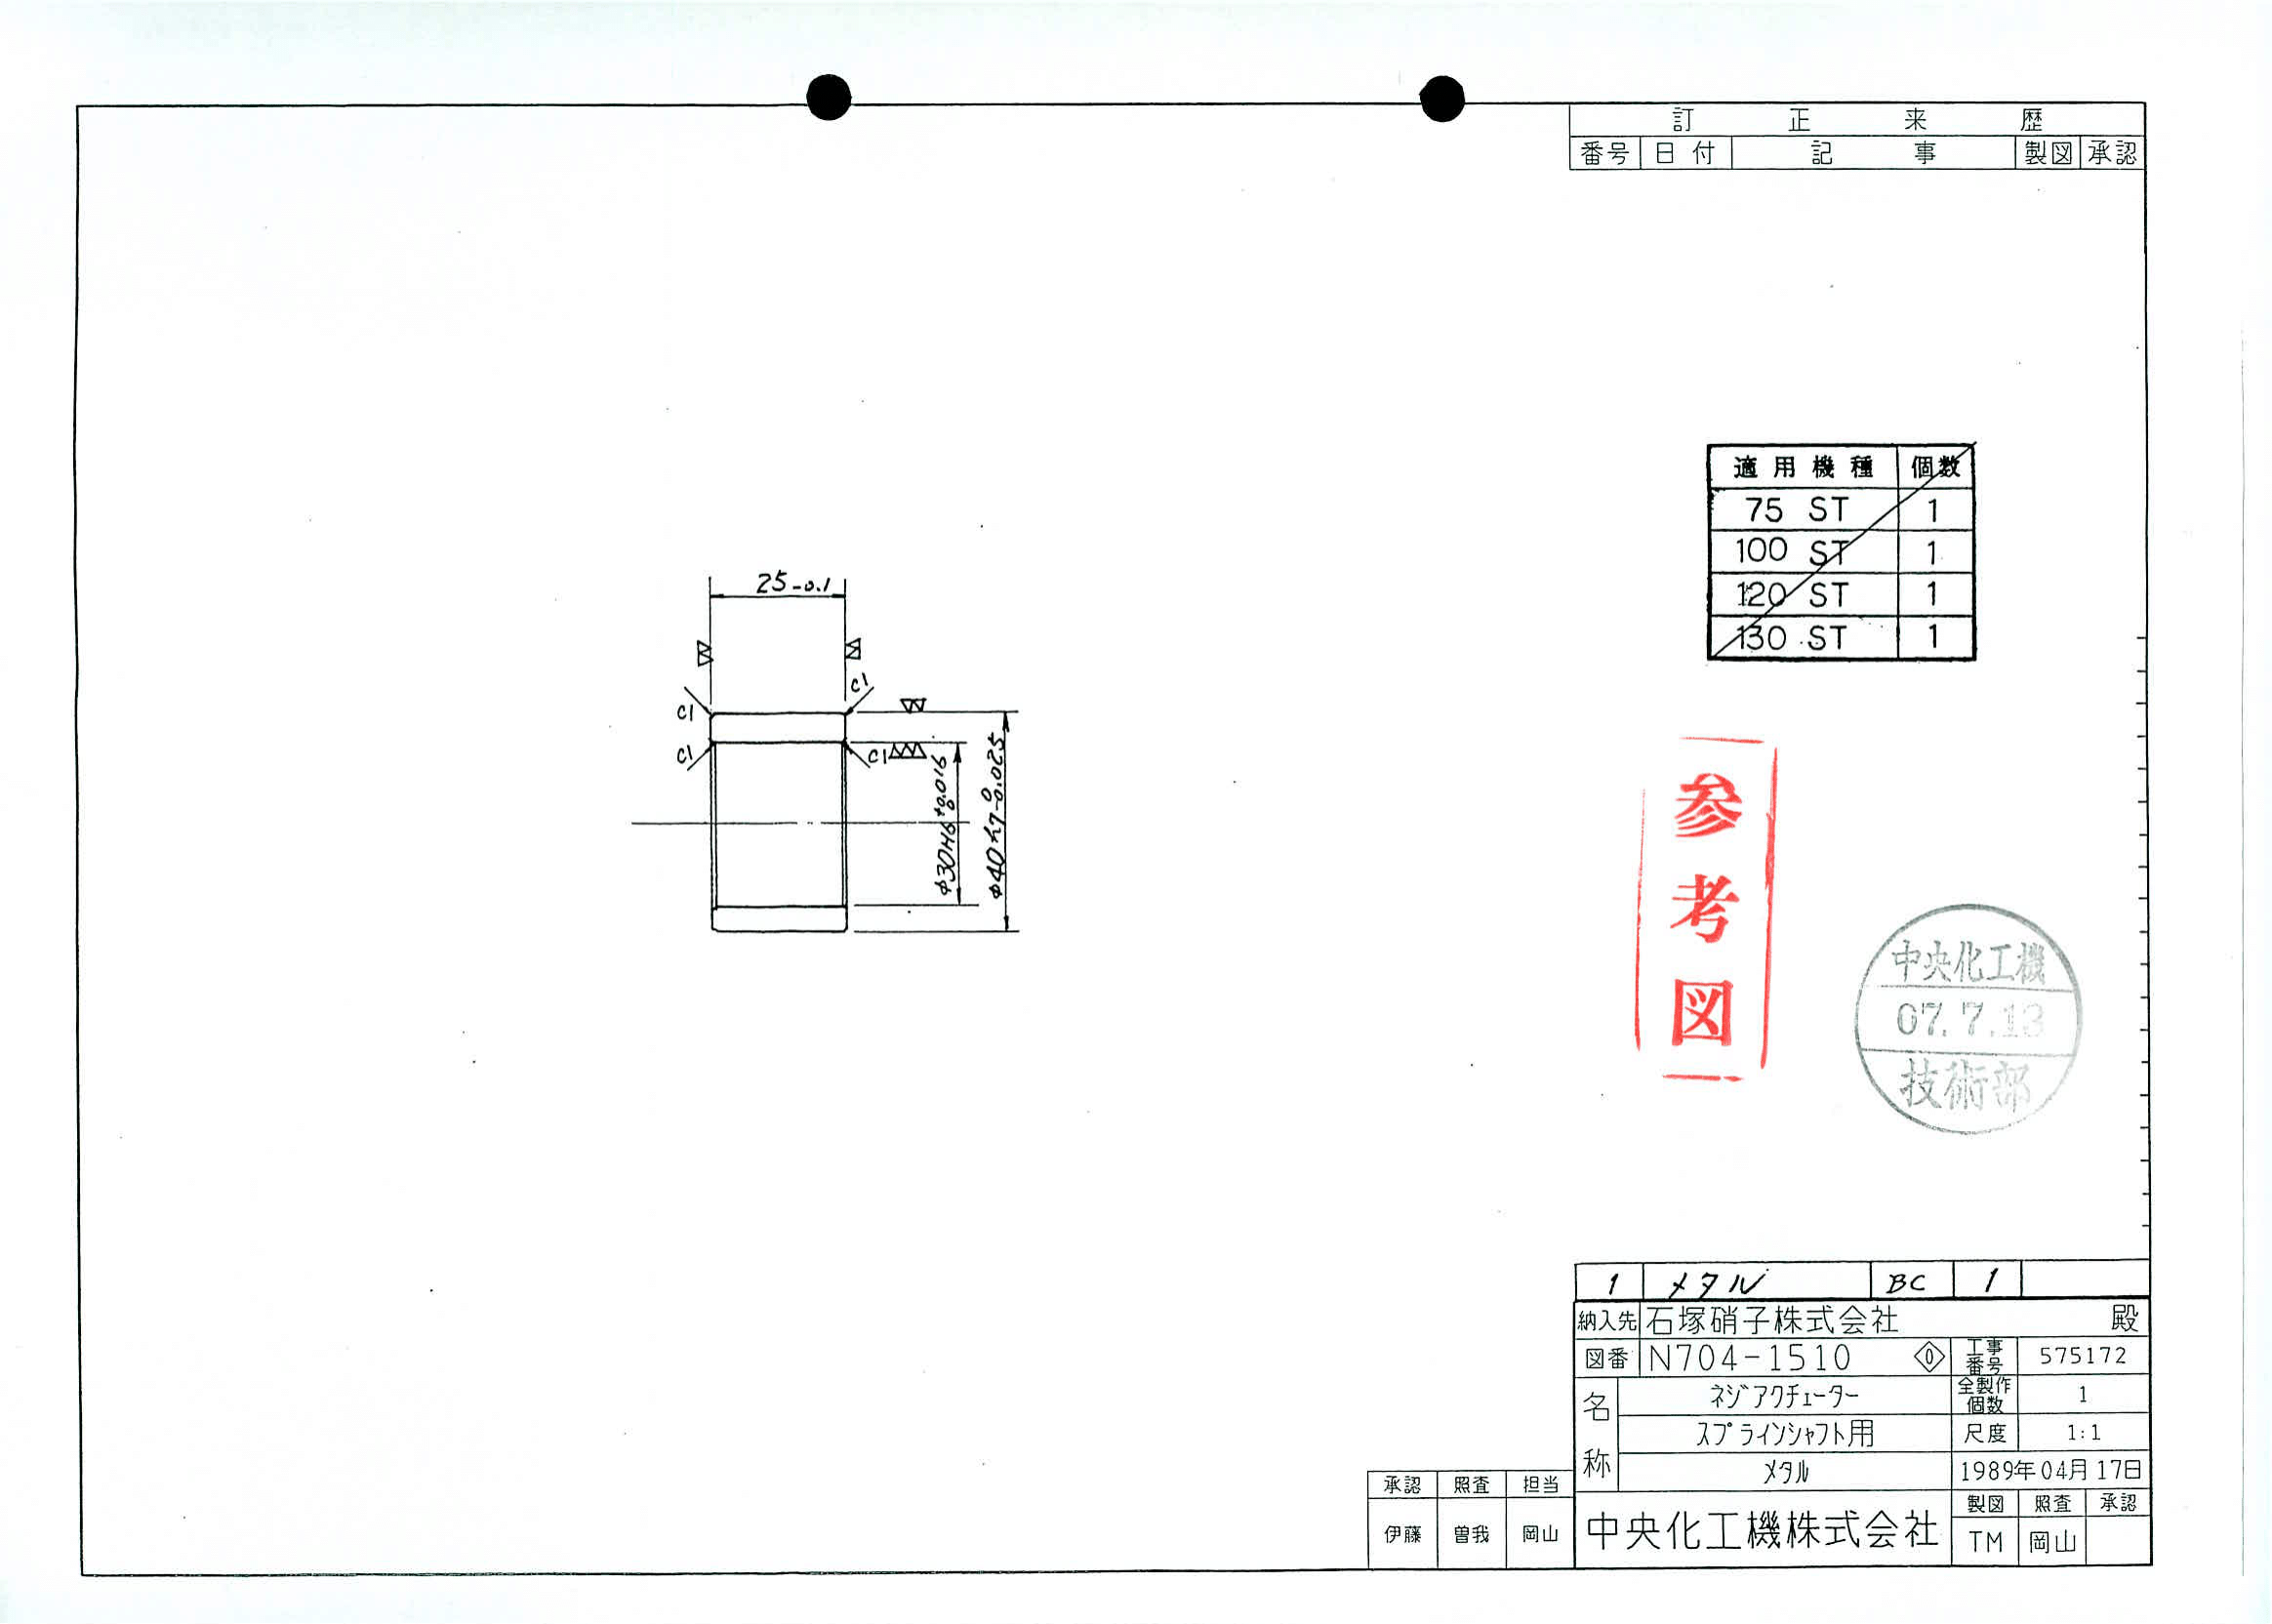 訂正来歴
番号 日付 記事 製図 承認
適用機種 個数
75 ST 1
100 ST 1
120 ST 1
130 ST 1
25-0.1
C1
C1
C1
C1
φ30H6 +0.016 0
φ40h7 0 -0.025
参考図
中央化工機
07.7.13
技術部
1 メタル BC 1
納入先 石塚硝子株式会社 殿
図番 N704-1510 0 工事番号 575172
名称 ネジアクチェーター 全製作個数 1
スプラインシャフト用 尺度 1:1
メタル 1989年04月17日
承認 照査 担当
伊藤 曽我 岡山
中央化工機株式会社
製図 照査 承認
TM 岡山